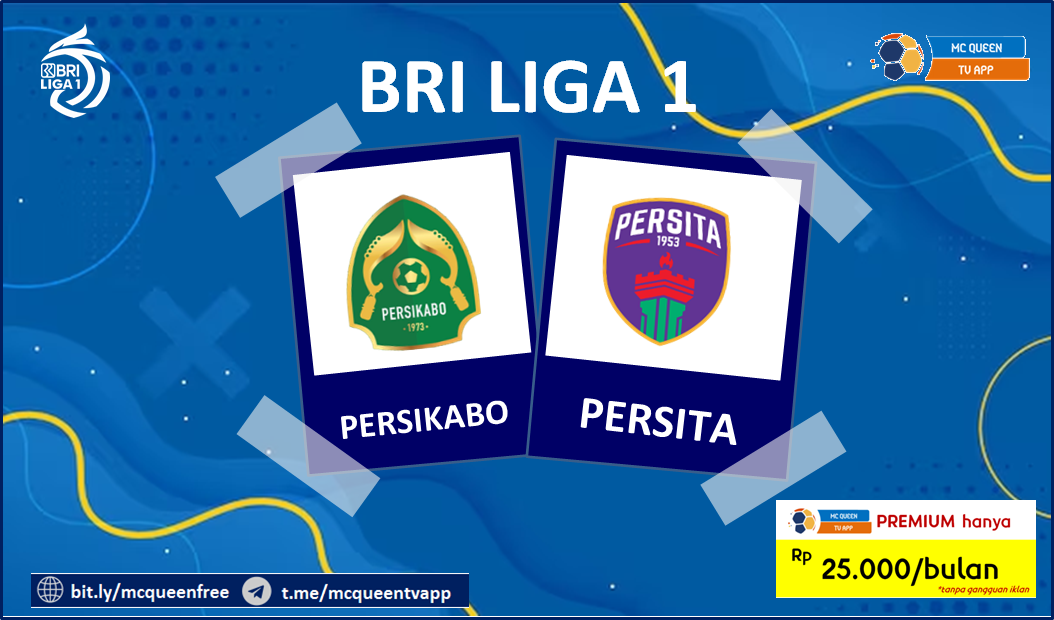 BRI
LIGA 1
BRI LIGA 1
MC QUEEN
TV APP
PERSIKABO
- 1973 -
PERSITA
1953
PERSIKABO
PERSITA
MC QUEEN
TV APP
PREMIUM hanya
Rp 25.000/bulan
*tanpa gangguan iklan
bit.ly/mcqueenfree
t.me/mcqueentvapp